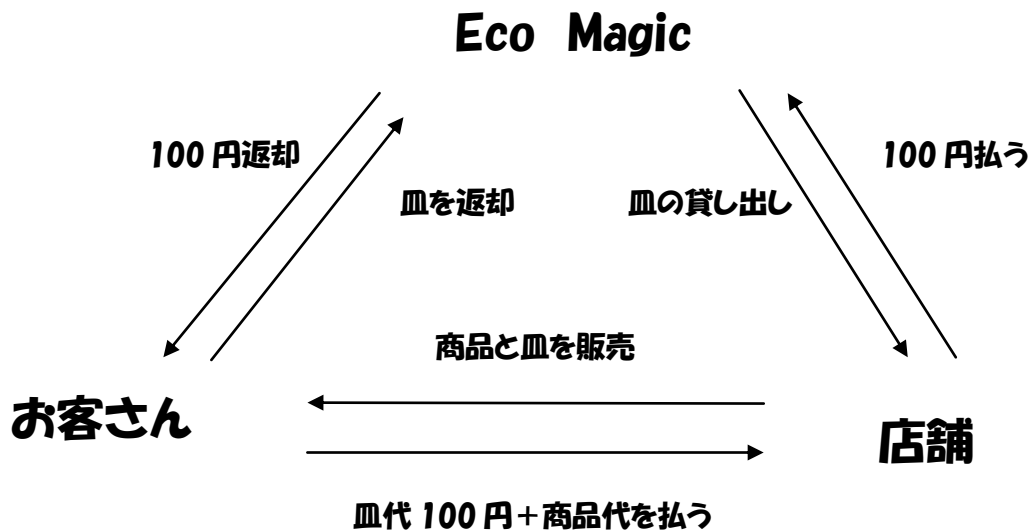 Eco Magic
100円返却
100円払う
皿を返却
皿の貸し出し
商品と皿を販売
お客さん
店舗
皿代100円+商品代を払う